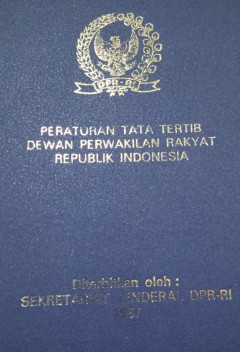 DPR-RI
PERATURAN TATA TERTIB
DEWAN PERWAKILAN RAKYAT
REPUBLIK INDONESIA
Diterbitkan oleh :
SEKRETARIAT JENDERAL DPR-RI